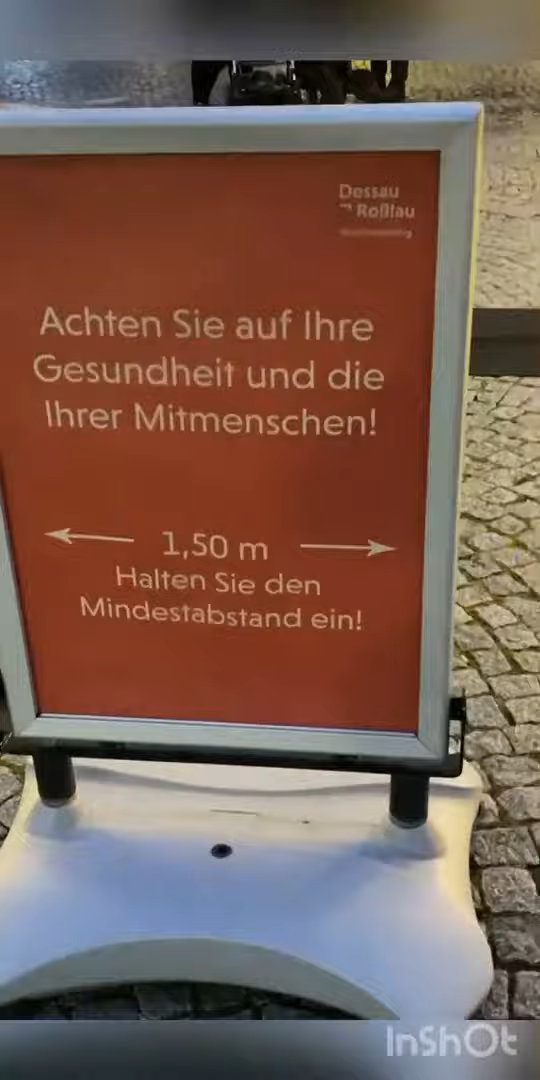 Dessau
Roßlau
Achten Sie auf Ihre
Gesundheit und die
Ihrer Mitmenschen!
1,50 m
Halten Sie den
Mindestabstand ein!
InShOt